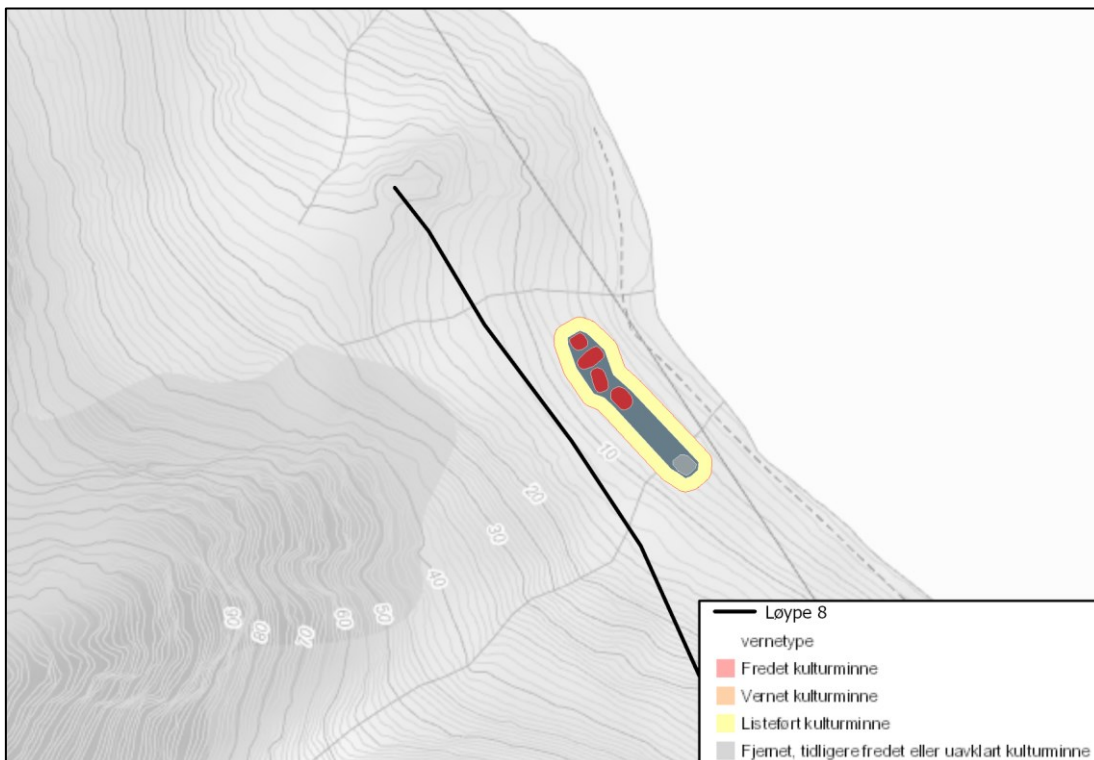 10
20
30
40
50
60
70
80
90
Løype 8
vernetype
Fredet kulturminne
Vernet kulturminne
Listeført kulturminne
Fjernet, tidligere fredet eller uavklart kulturminne